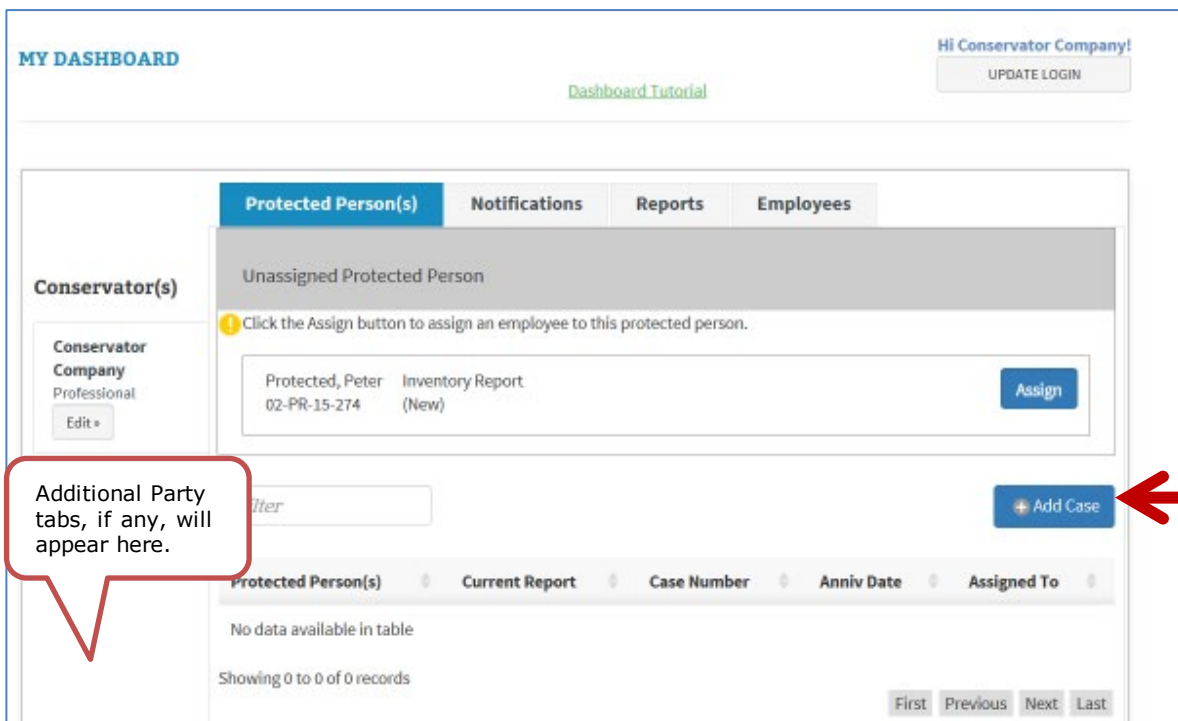 MY DASHBOARD
Hi Conservator Company!
UPDATE LOGIN
Dashboard Tutorial
Protected Person(s) Notifications Reports Employees
Conservator(s)
Unassigned Protected Person
Click the Assign button to assign an employee to this protected person.
Conservator
Company
Professional
Edit »
Protected, Peter Inventory Report
02-PR-15-274 (New)
Assign
Additional Party
tabs, if any, will
appear here.
Add Case
Protected Person(s) Current Report Case Number Anniv Date Assigned To
No data available in table
Showing 0 to 0 of 0 records
First Previous Next Last